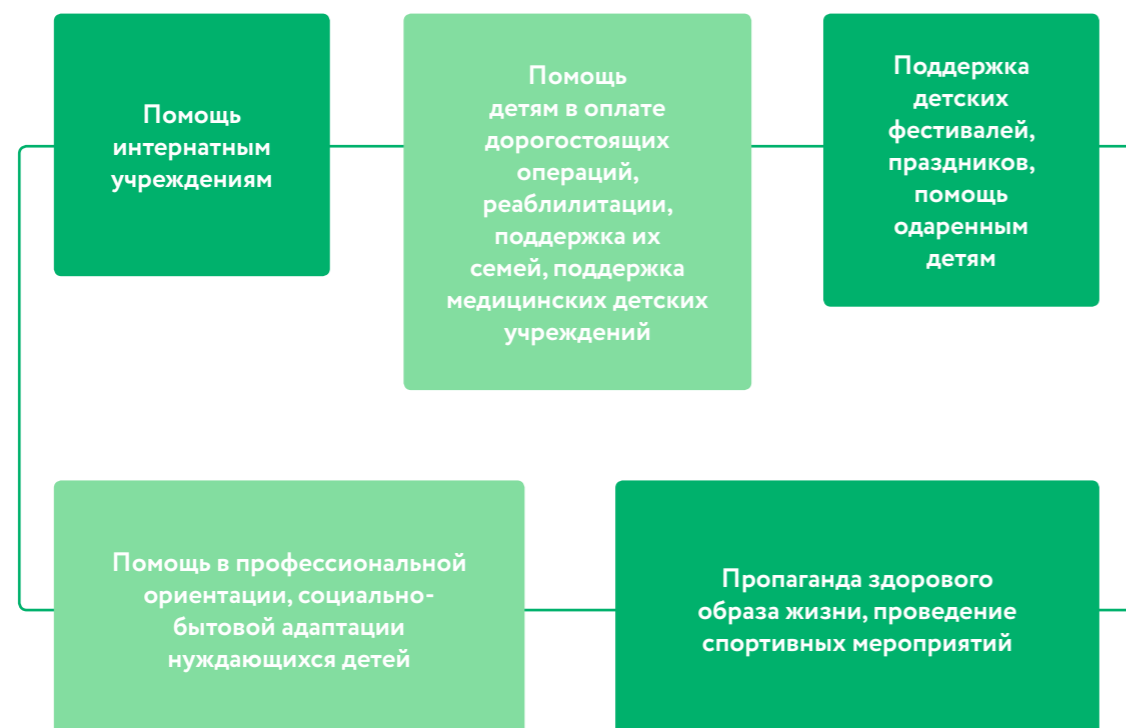 Помощь
интернатным
учреждениям
Помощь
детям в оплате
дорогостоящих
операций,
реаблилитации,
поддержка их
семей, поддержка
медицинских детских
учреждений
Поддержка
детских
фестивалей,
праздников,
помощь
одаренным
детям
Помощь в профессиональной
ориентации, социально-
бытовой адаптации
нуждающихся детей
Пропаганда здорового
образа жизни, проведение
спортивных мероприятий